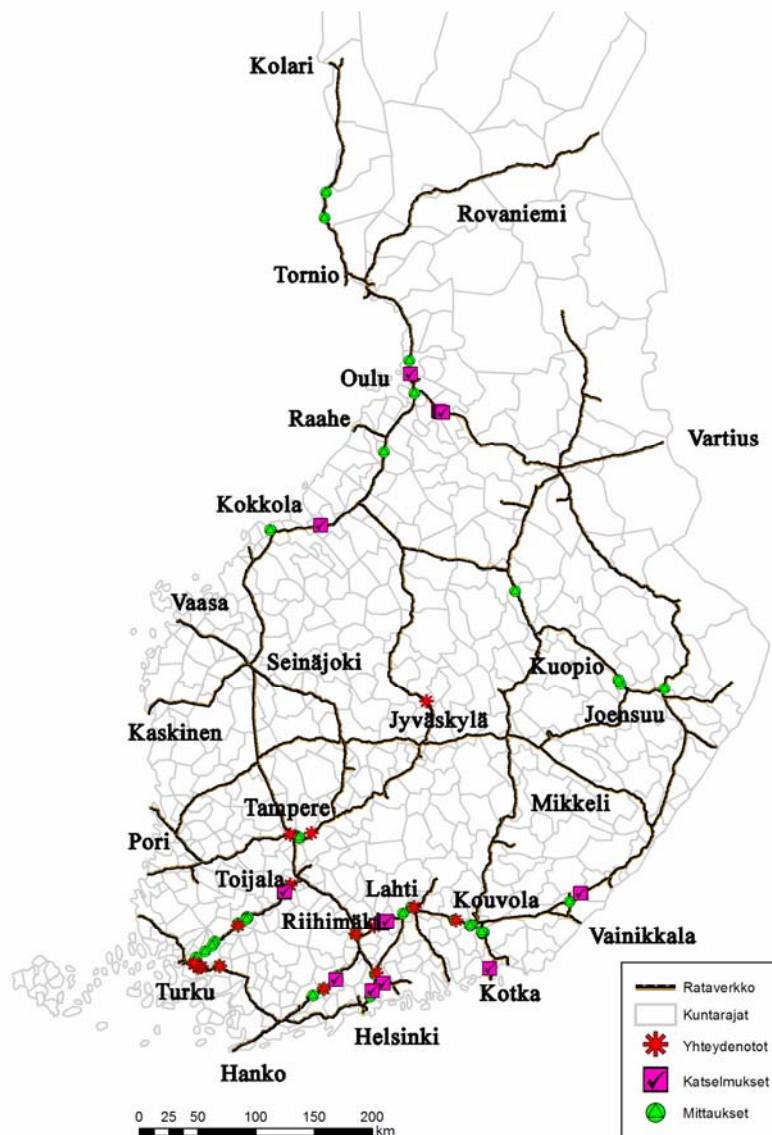 Kolari
Rovaniemi
Tornio
Oulu
Raahe
Vartius
Kokkola
Vaasa
Seinäjoki
Kuopio
Kaskinen
Jyväskylä
Joensuu
Tampere
Mikkeli
Pori
Toijala
Lahti
Kouvola
Riihimäki
Vainikkala
Turku
Kotka
Helsinki
Hanko
Rataverkko
Kuntarajat
Yhteydenotot
Katselmukset
Mittaukset
0 25 50 100 150 200
km